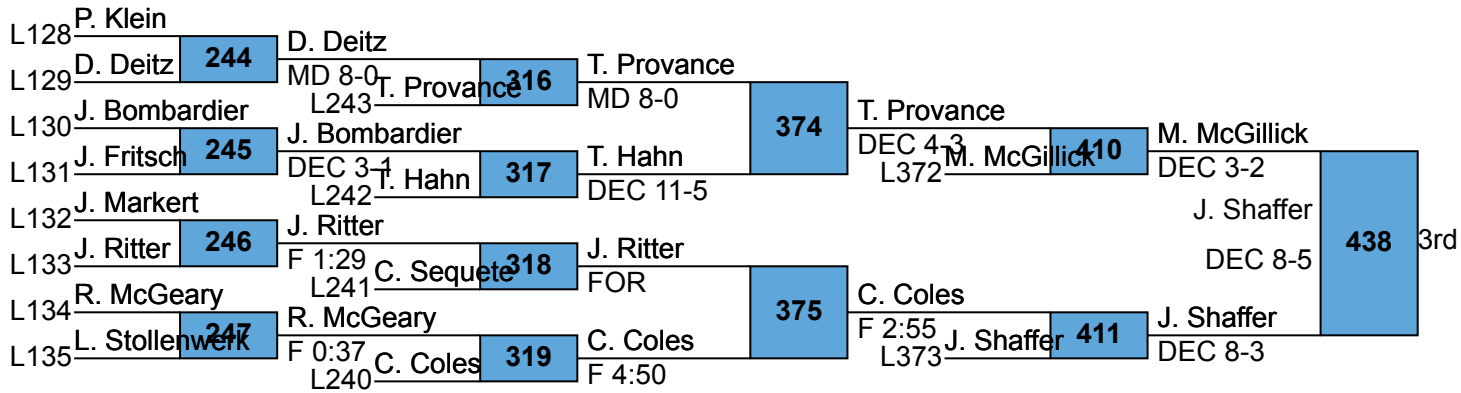 P. Klein
L128
244
D. Deitz
L129
D. Deitz
MD 8-0
J. Bombardier
L130
245
J. Fritsch
L131
J. Bombardier
DEC 3-1
J. Markert
L132
246
J. Ritter
L133
J. Ritter
F 1:29
R. McGeary
L134
247
L. Stollenwerk
L135
R. McGeary
F 0:37
T. Provance
L243
316
T. Provance
MD 8-0
T. Hahn
L242
317
T. Hahn
DEC 11-5
C. Sequete
L241
318
J. Ritter
FOR
C. Coles
L240
319
C. Coles
F 4:50
374
T. Provance
DEC 4-3
375
C. Coles
F 2:55
M. McGillick
L372
410
M. McGillick
DEC 3-2
J. Shaffer
L373
411
J. Shaffer
DEC 8-3
J. Shaffer
DEC 8-5
438
3rd